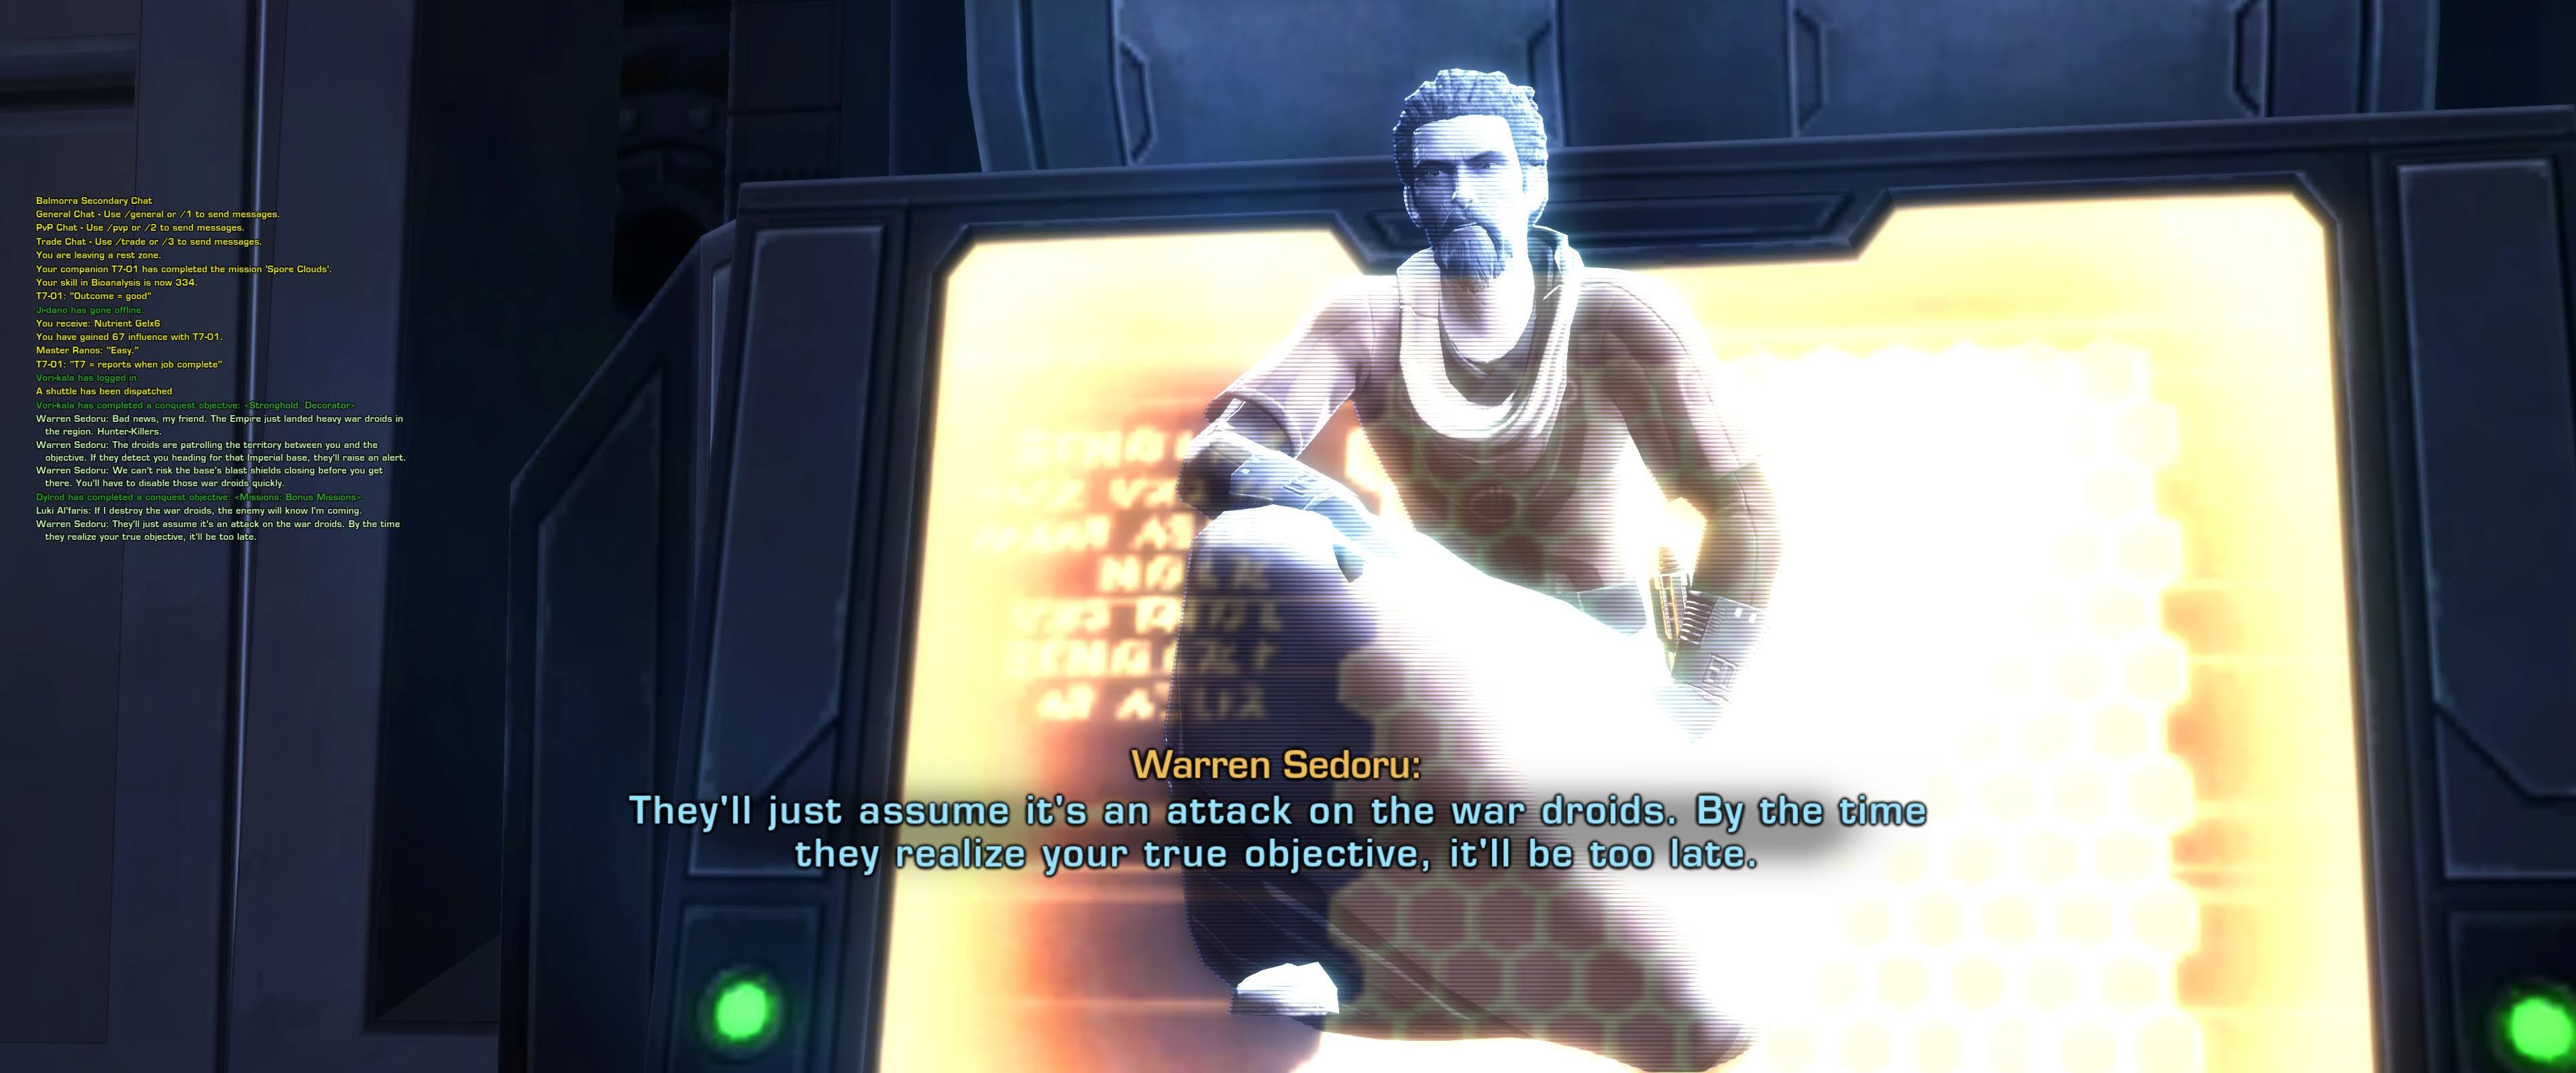 Balmorra Secondary Chat
General Chat - Use /general or /1 to send messages.
PvP Chat - Use /pvp or /2 to send messages.
Trade Chat - Use /trade or /3 to send messages.
You are leaving a rest zone.
Your companion T7-01 has completed the mission 'Spore Clouds'.
Your skill in Bioanalysis is now 334.
T7-01: "Outcome = good"
Ji-dano has gone offline.
You receive: Nutrient Gelx6
You have gained 67 influence with T7-01.
Master Ranos: "Easy."
T7-01: "T7 = reports when job complete"
Vori-kala has logged in.
A shuttle has been dispatched
Vori-kala has completed a conquest objective: <Stronghold: Decorator>
Warren Sedoru: Bad news, my friend. The Empire just landed heavy war droids in
the region. Hunter-Killers.
Warren Sedoru: The droids are patrolling the territory between you and the
objective. If they detect you heading for that Imperial base, they'll raise an alert.
Warren Sedoru: We can't risk the base's blast shields closing before you get
there. You'll have to disable those war droids quickly.
Dylrod has completed a conquest objective: <Missions: Bonus Missions>
Luki Al'faris: If I destroy the war droids, the enemy will know I'm coming.
Warren Sedoru: They'll just assume it's an attack on the war droids. By the time
they realize your true objective, it'll be too late.
Warren Sedoru:
They'll just assume it's an attack on the war droids. By the time
they realize your true objective, it'll be too late.